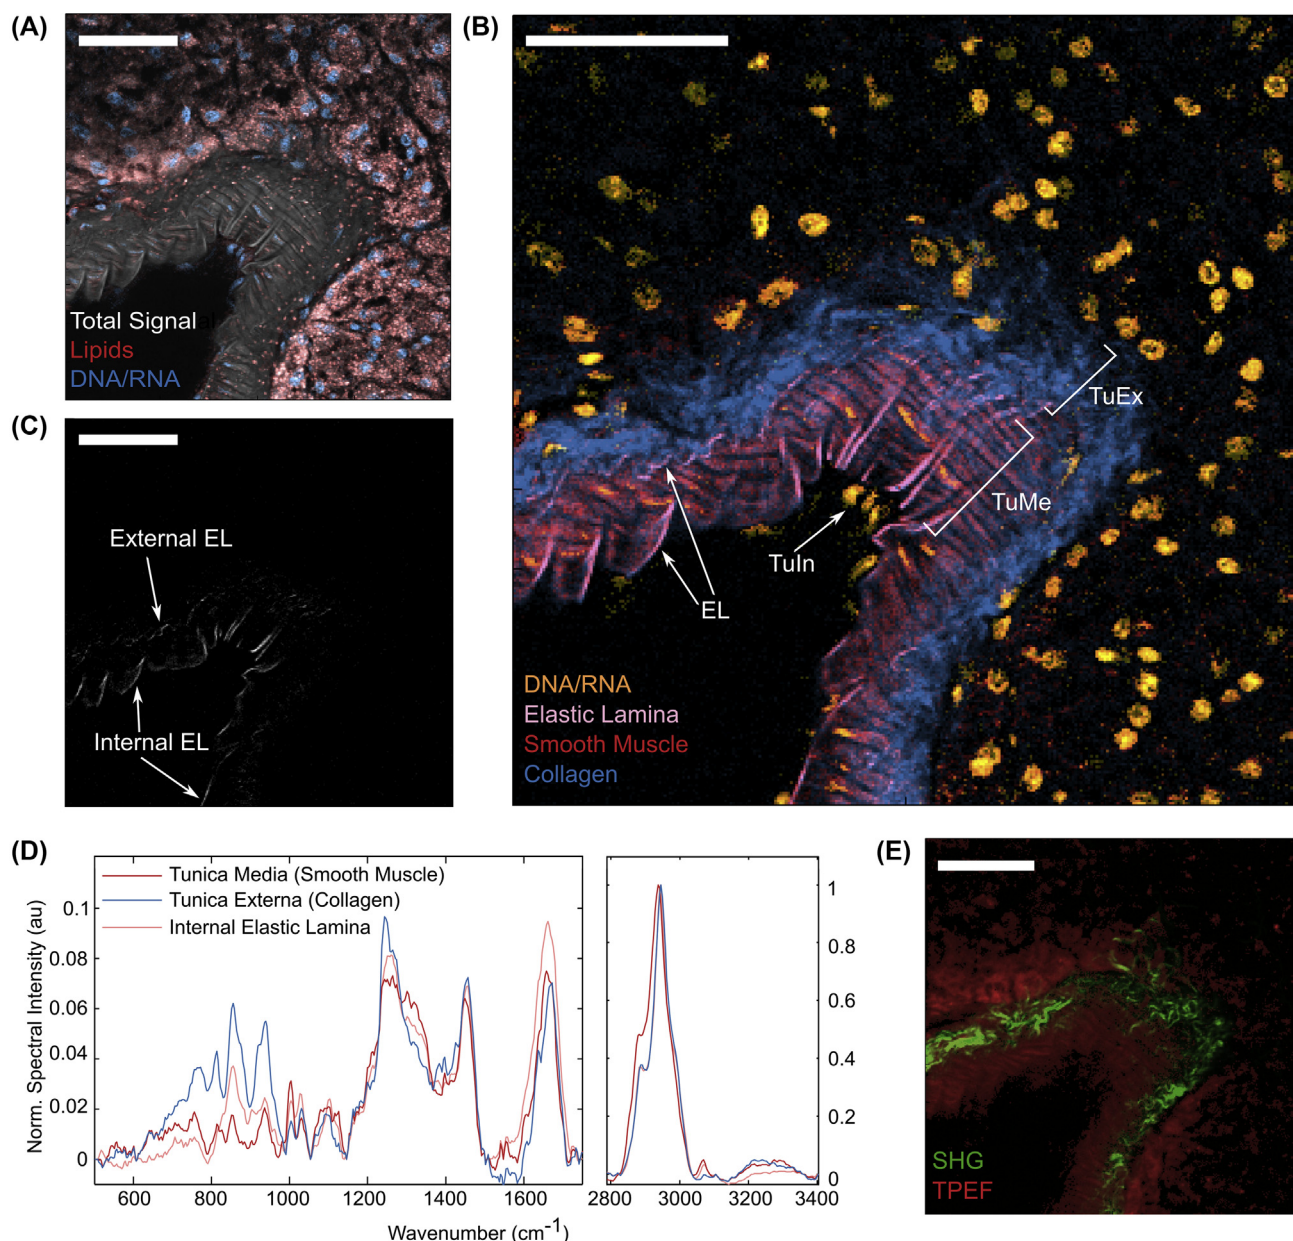 (A)
Total Signal
Lipids
DNA/RNA
(B)
TuEx
TuMe
TuIn
EL
DNA/RNA
Elastic Lamina
Smooth Muscle
Collagen
(C)
External EL
Internal EL
(D)
Tunica Media (Smooth Muscle)
Tunica Externa (Collagen)
Internal Elastic Lamina
Norm. Spectral Intensity (au)
0.1
0.08
0.06
0.04
0.02
0
600 800 1000 1200 1400 1600
1
0.8
0.6
0.4
0.2
0
2800 3000 3200 3400
Wavenumber (cm-1)
(E)
SHG
TPEF